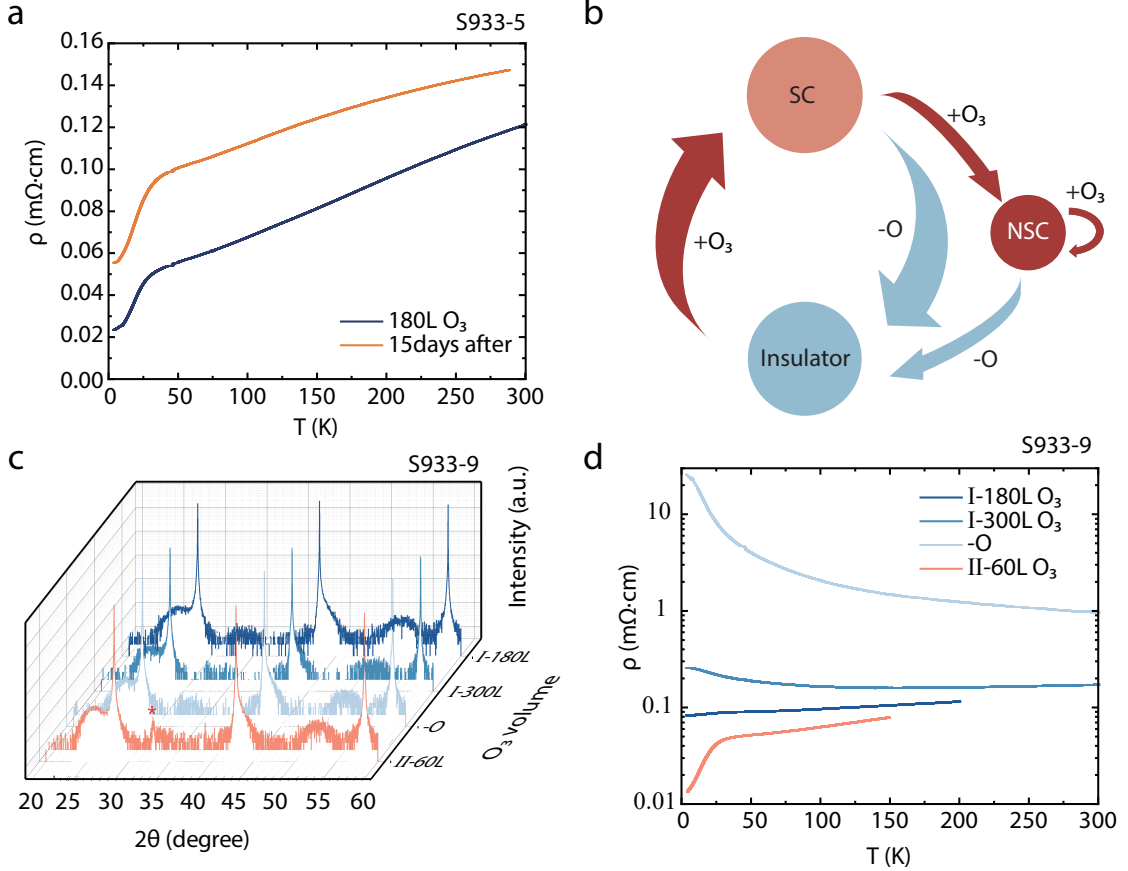 a
S933-5
0.16
0.14
0.12
0.10
0.08
0.06
0.04
0.02
0.00
ρ (mΩ·cm)
180L O₃
15days after
0 50 100 150 200 250 300
T (K)
b
SC
+O₃
+O₃
NSC
-O
+O₃
Insulator
-O
c
S933-9
Intensity (a.u.)
I-180L
I-300L
-O
II-60L
O₃ volume
*
20 25 30 35 40 45 50 55 60
2θ (degree)
d
S933-9
10
1
0.1
0.01
ρ (mΩ·cm)
I-180L O₃
I-300L O₃
-O
II-60L O₃
0 50 100 150 200 250 300
T (K)